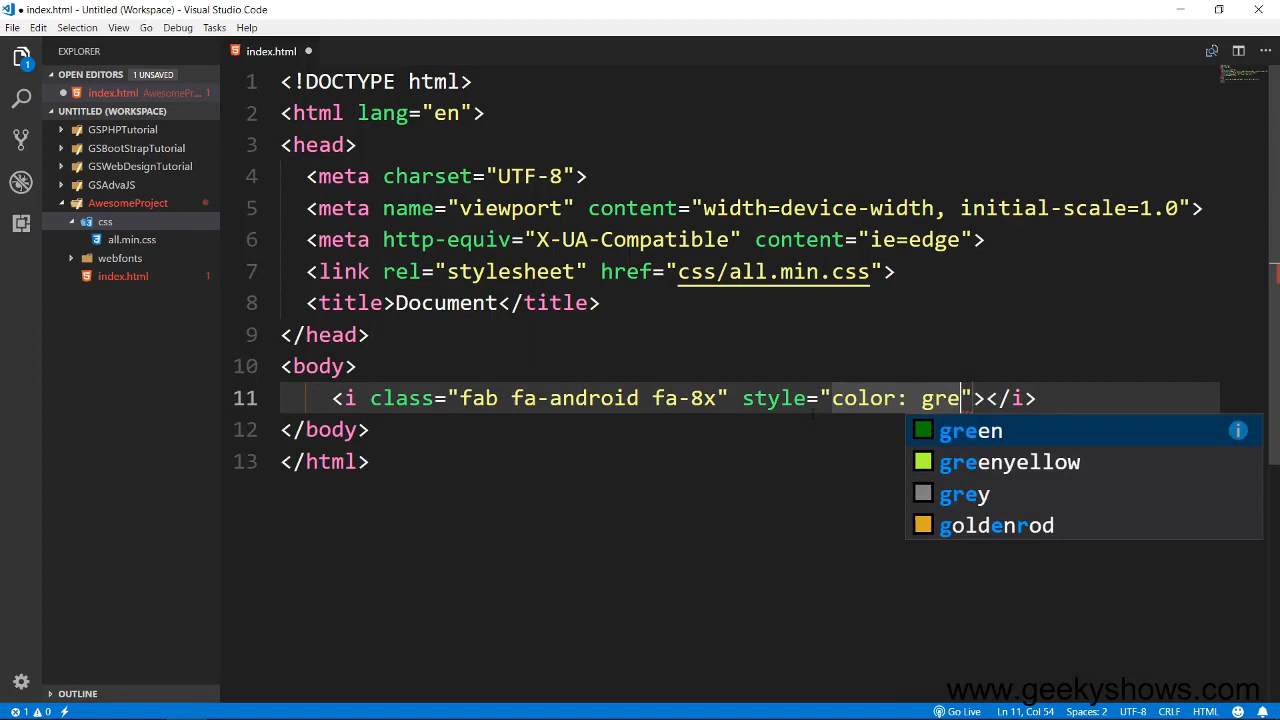 ● index.html - Untitled (Workspace) - Visual Studio Code
File Edit Selection View Go Debug Tasks Help
EXPLORER
index.html ●
OPEN EDITORS 1 UNSAVED
index.html AwesomePr... 1
UNTITLED (WORKSPACE)
GSPHPTutorial
GSBootStrapTutorial
GSWebDesignTutorial
GSAdvaJS
AwesomeProject
css
all.min.css
webfonts
index.html 1
1
1 <!DOCTYPE html>
2 <html lang="en">
3 <head>
4 <meta charset="UTF-8">
5 <meta name="viewport" content="width=device-width, initial-scale=1.0">
6 <meta http-equiv="X-UA-Compatible" content="ie=edge">
7 <link rel="stylesheet" href="css/all.min.css">
8 <title>Document</title>
9 </head>
10 <body>
11 <i class="fab fa-android fa-8x" style="color: gre"></i>
12 </body>
13 </html>
green
greenyellow
grey
goldenrod
OUTLINE
www.geekyshows.com
1 0
Go Live Ln 11, Col 54 Spaces: 2 UTF-8 CRLF HTML